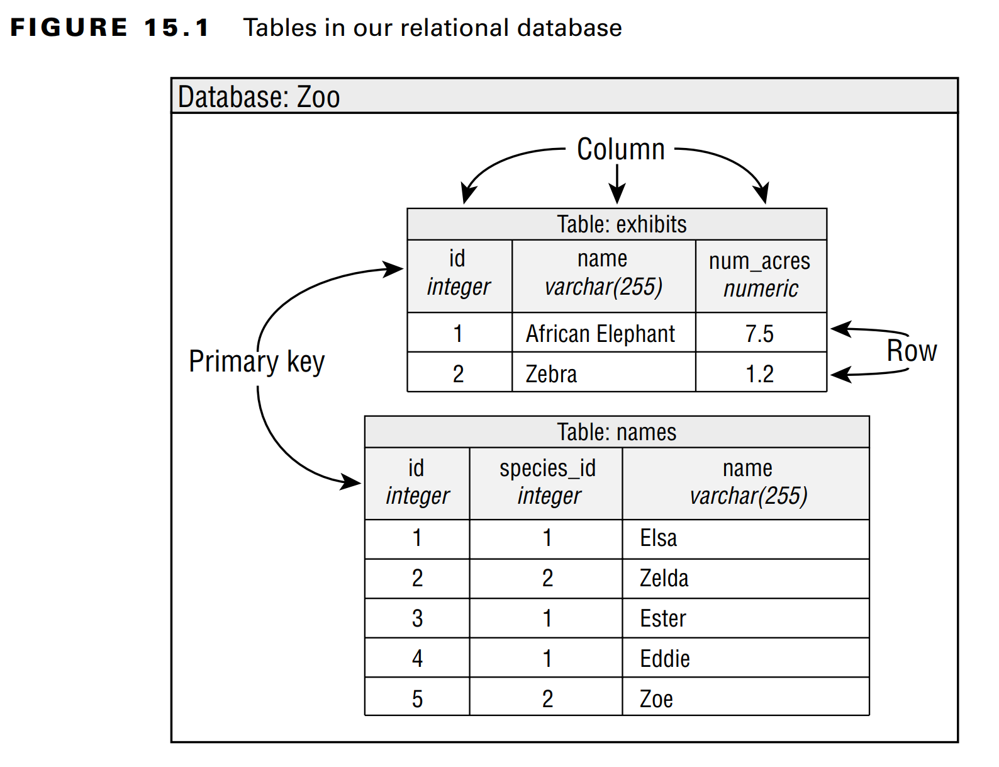 FIGURE 15.1 Tables in our relational database
Database: Zoo
Column
Table: exhibits
id name num_acres
integer varchar(255) numeric
1 African Elephant 7.5
2 Zebra 1.2
Row
Primary key
Table: names
id species_id name
integer integer varchar(255)
1 1 Elsa
2 2 Zelda
3 1 Ester
4 1 Eddie
5 2 Zoe